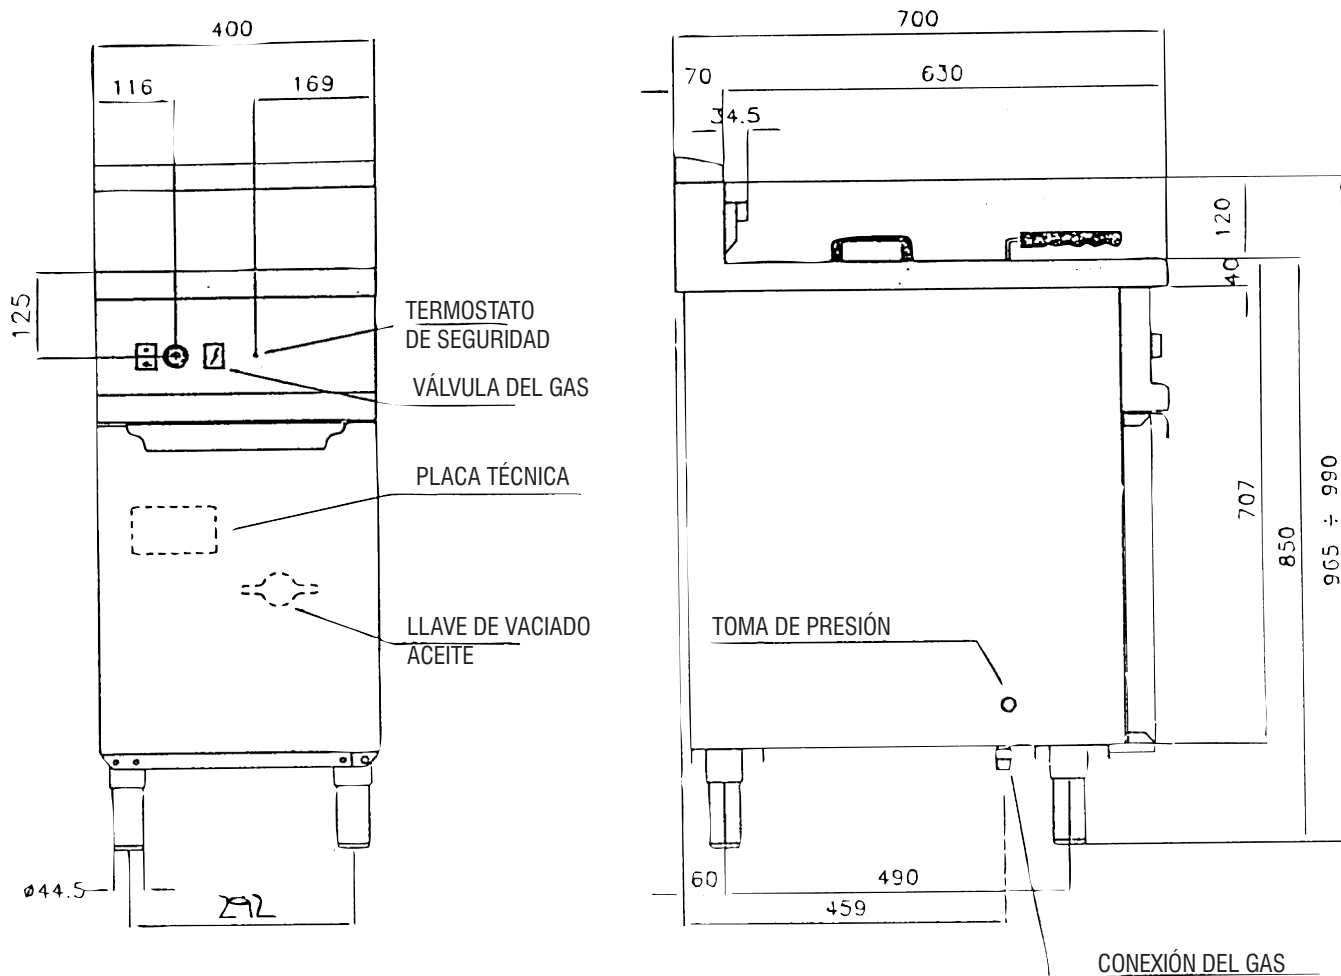 400
116
169
125
TERMOSTATO
DE SEGURIDAD
VÁLVULA DEL GAS
PLACA TÉCNICA
LLAVE DE VACIADO
ACEITE
ø44.5
292
700
70
630
34.5
120
40
707
850
965 ÷ 990
TOMA DE PRESIÓN
60
490
459
CONEXIÓN DEL GAS